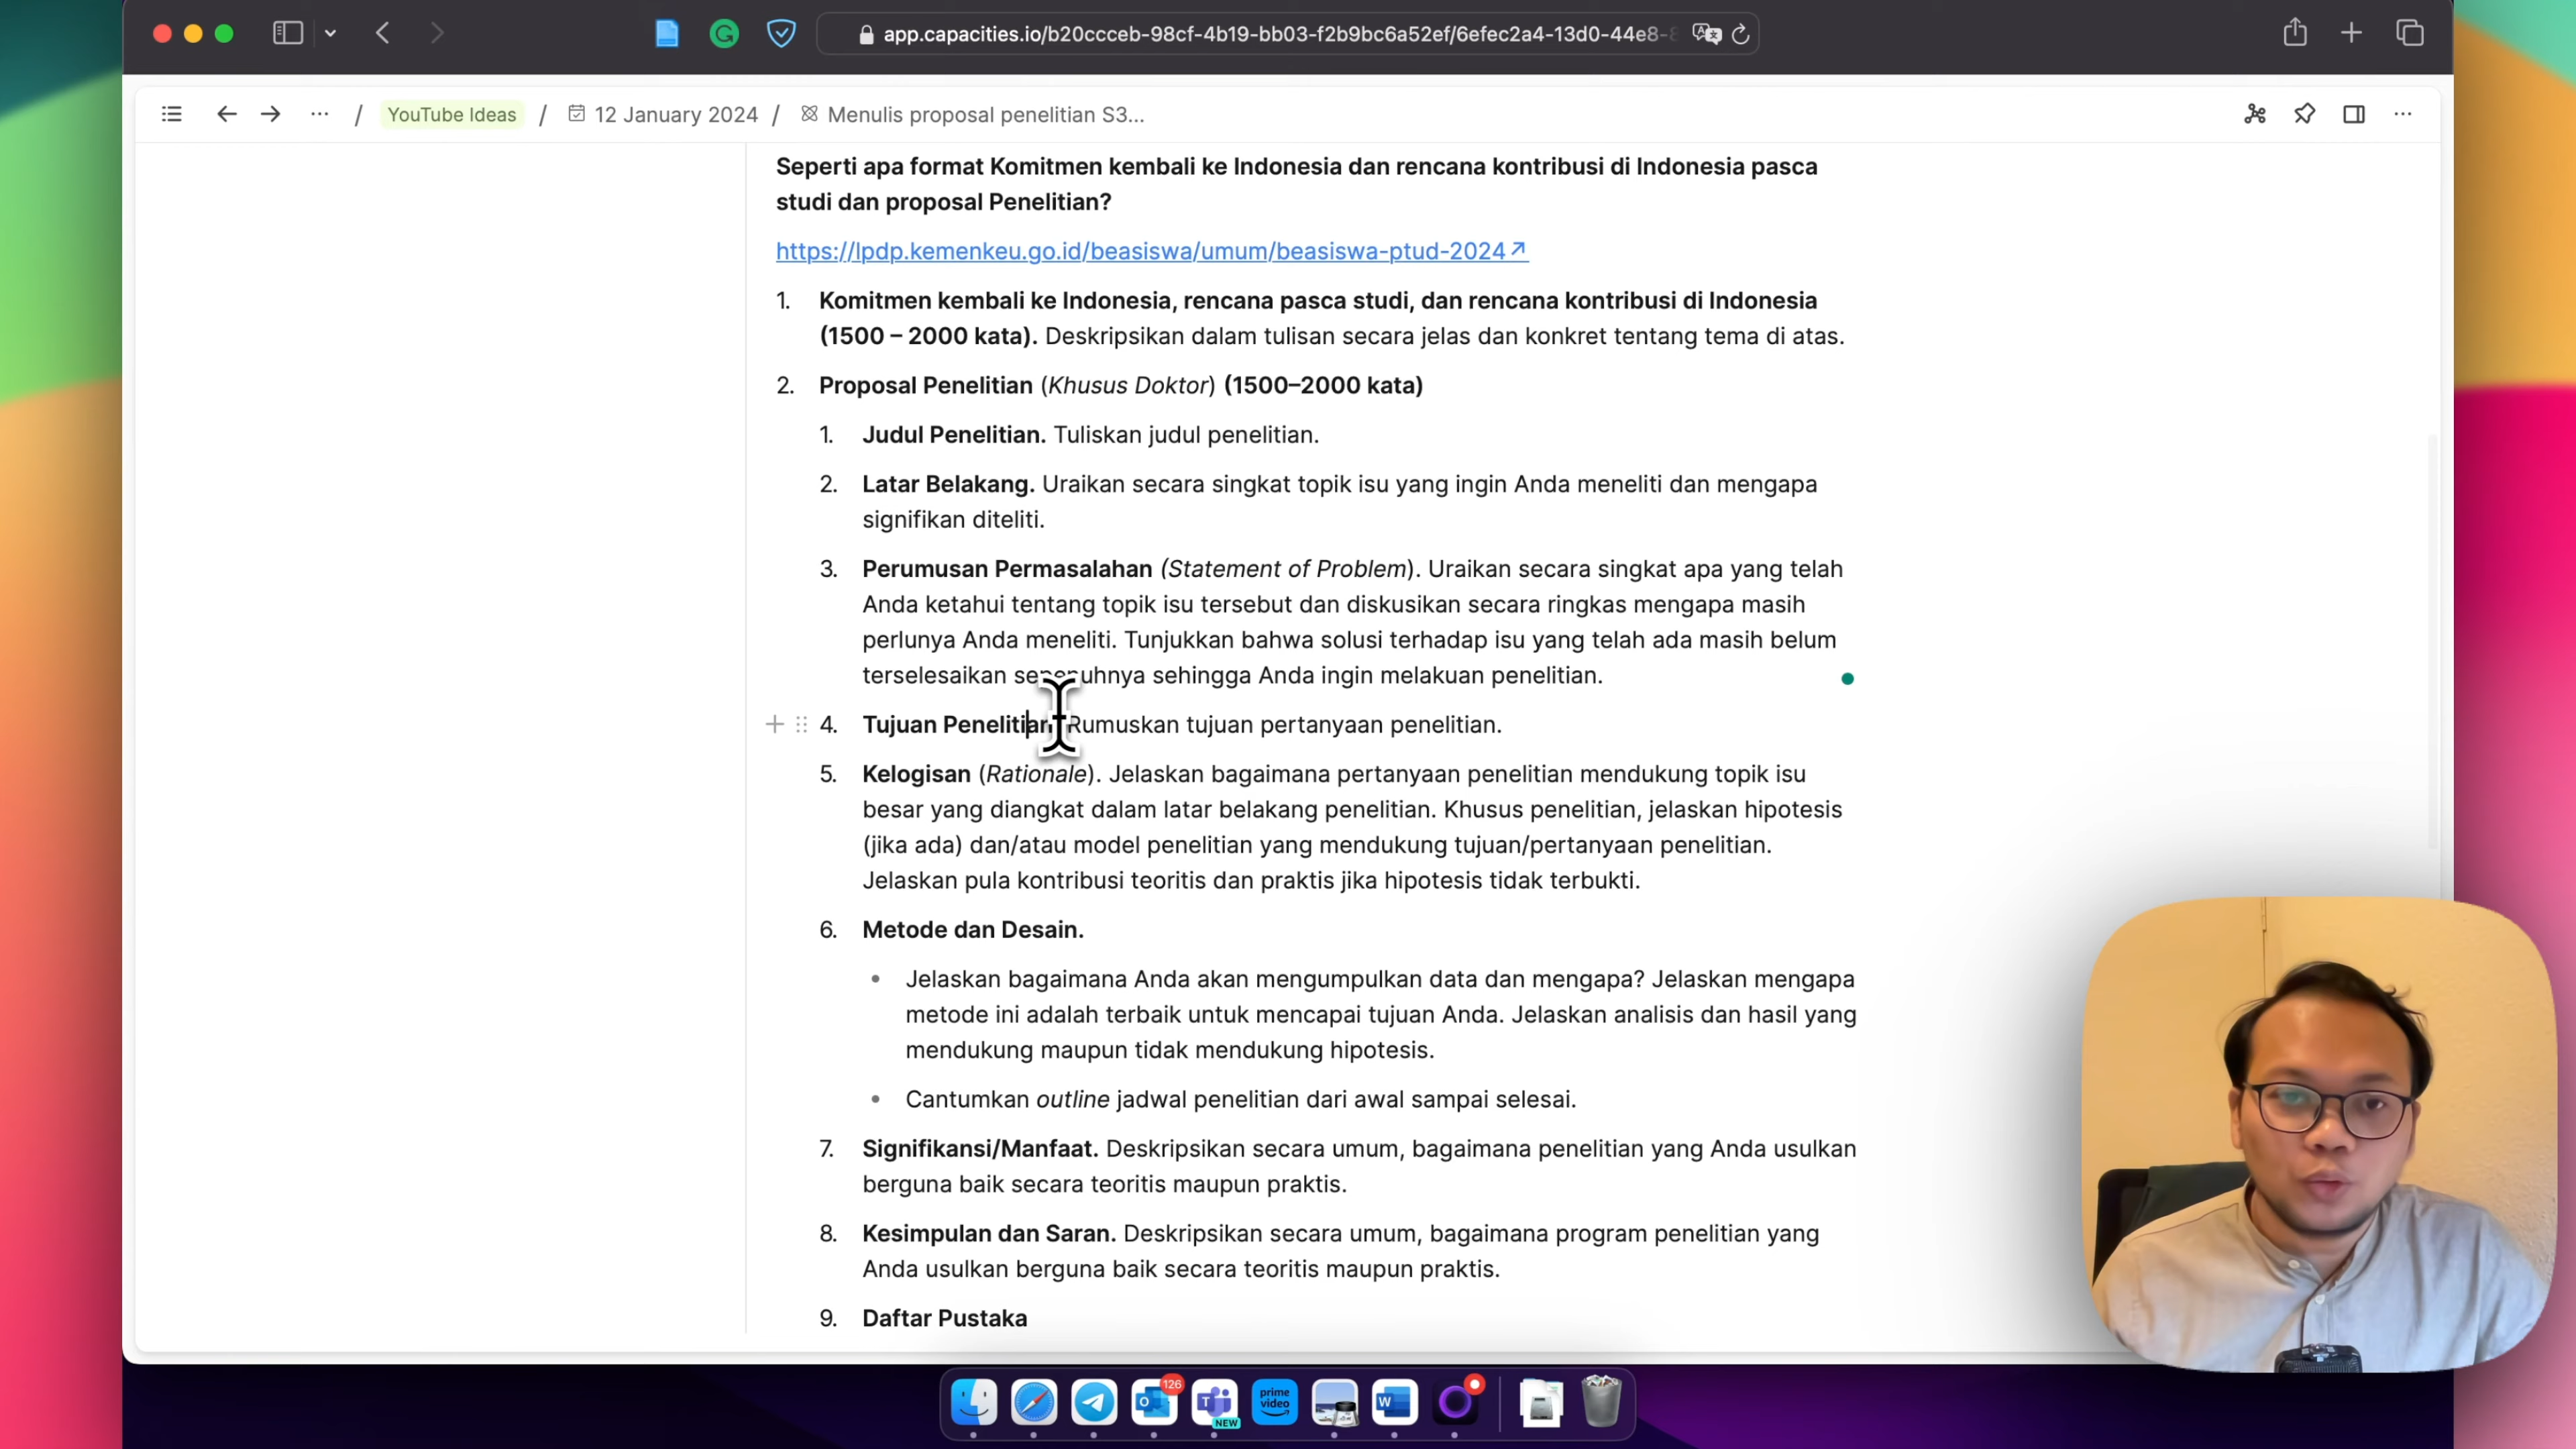 app.capacities.io/b20ccceb-98cf-4b19-bb03-f2b9bc6a52ef/6efec2a4-13d0-44e8-
... / YouTube Ideas / 12 January 2024 / Menulis proposal penelitian S3...
Seperti apa format Komitmen kembali ke Indonesia dan rencana kontribusi di Indonesia pasca
studi dan proposal Penelitian?
https://lpdp.kemenkeu.go.id/beasiswa/umum/beasiswa-ptud-2024
1. Komitmen kembali ke Indonesia, rencana pasca studi, dan rencana kontribusi di Indonesia
(1500 – 2000 kata). Deskripsikan dalam tulisan secara jelas dan konkret tentang tema di atas.
2. Proposal Penelitian (Khusus Doktor) (1500–2000 kata)
1. Judul Penelitian. Tuliskan judul penelitian.
2. Latar Belakang. Uraikan secara singkat topik isu yang ingin Anda meneliti dan mengapa
signifikan diteliti.
3. Perumusan Permasalahan (Statement of Problem). Uraikan secara singkat apa yang telah
Anda ketahui tentang topik isu tersebut dan diskusikan secara ringkas mengapa masih
perlunya Anda meneliti. Tunjukkan bahwa solusi terhadap isu yang telah ada masih belum
terselesaikan sepenuhnya sehingga Anda ingin melakuan penelitian.
4. Tujuan Penelitian. Rumuskan tujuan pertanyaan penelitian.
5. Kelogisan (Rationale). Jelaskan bagaimana pertanyaan penelitian mendukung topik isu
besar yang diangkat dalam latar belakang penelitian. Khusus penelitian, jelaskan hipotesis
(jika ada) dan/atau model penelitian yang mendukung tujuan/pertanyaan penelitian.
Jelaskan pula kontribusi teoritis dan praktis jika hipotesis tidak terbukti.
6. Metode dan Desain.
• Jelaskan bagaimana Anda akan mengumpulkan data dan mengapa? Jelaskan mengapa
metode ini adalah terbaik untuk mencapai tujuan Anda. Jelaskan analisis dan hasil yang
mendukung maupun tidak mendukung hipotesis.
• Cantumkan outline jadwal penelitian dari awal sampai selesai.
7. Signifikansi/Manfaat. Deskripsikan secara umum, bagaimana penelitian yang Anda usulkan
berguna baik secara teoritis maupun praktis.
8. Kesimpulan dan Saran. Deskripsikan secara umum, bagaimana program penelitian yang
Anda usulkan berguna baik secara teoritis maupun praktis.
9. Daftar Pustaka
126
NEW
prime
video